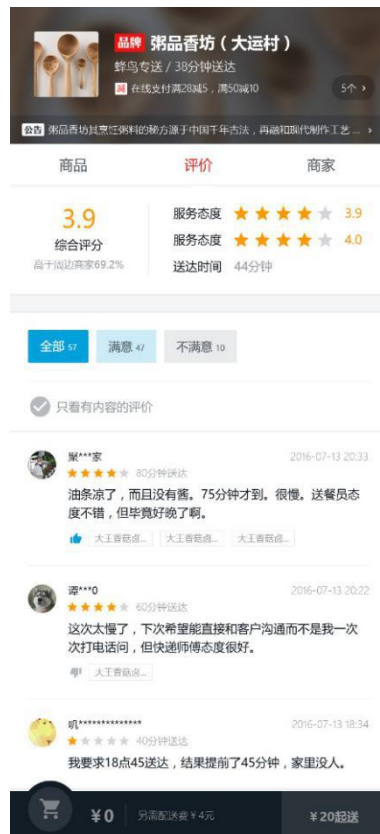 品牌 粥品香坊（大运村）
蜂鸟专送 / 38分钟送达
减 在线支付满28减5，满50减10 5个 >
公告 粥品香坊其烹饪粥料的秘方源于中国千年古法，再融和现代制作工艺 ... >
商品 评价 商家
3.9
综合评分
高于周边商家69.2%
服务态度 3.9
服务态度 4.0
送达时间 44分钟
全部 57 满意 47 不满意 10
只看有内容的评价
聚***家 2016-07-13 20:33
80分钟送达
油条凉了，而且没有酱。75分钟才到。很慢。送餐员态
度不错，但毕竟好晚了啊。
大王香菇卤... 大王香菇卤... 大王香菇卤...
谭***0 2016-07-13 20:22
60分钟送达
这次太慢了，下次希望能直接和客户沟通而不是我一次
次打电话问，但快递师傅态度很好。
大王香菇卤...
叽************** 2016-07-13 18:34
40分钟送达
我要求18点45送达，结果提前了45分钟，家里没人。
¥0 另需配送费¥4元 ¥20起送